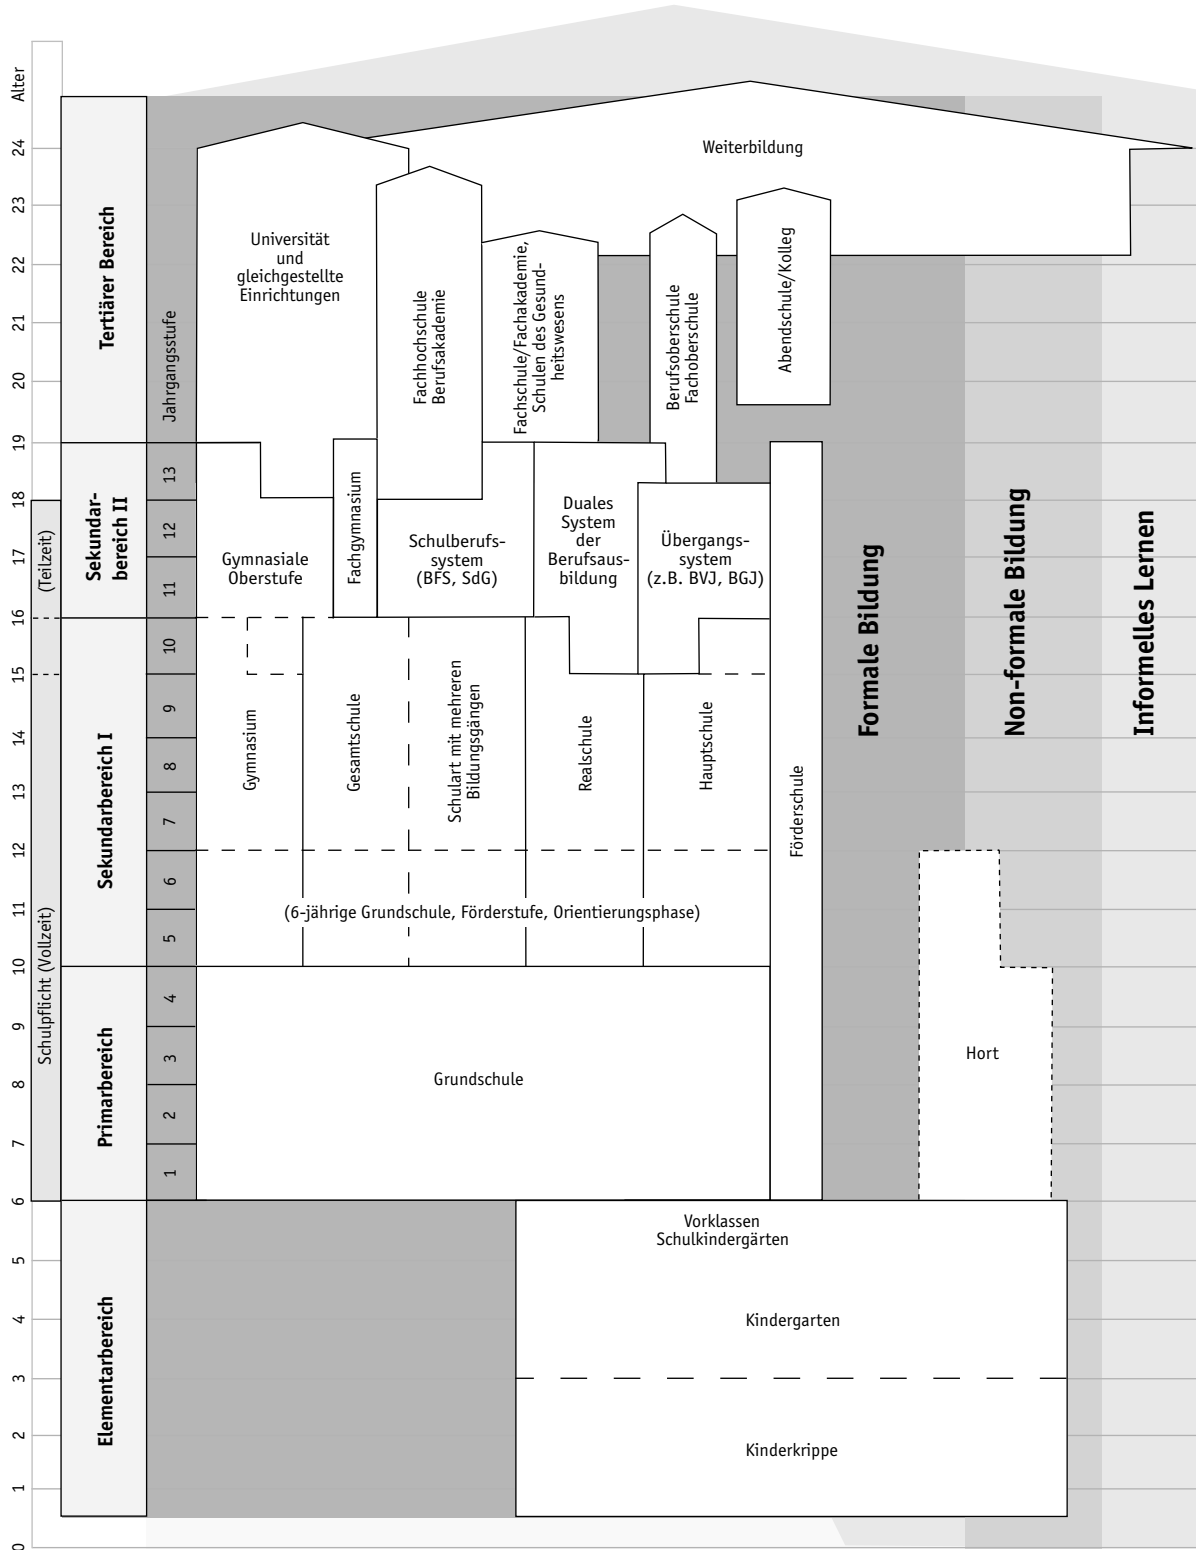 Alter
24
23
22
21
20
19
18
17
16
15
14
13
12
11
10
9
8
7
6
5
4
3
2
1
0
(Teilzeit)
Schulpflicht (Vollzeit)
Tertiärer Bereich
Sekundar-
bereich II
Sekundarbereich I
Primarbereich
Elementarbereich
Jahrgangsstufe
13
12
11
10
9
8
7
6
5
4
3
2
1
Weiterbildung
Universität
und
gleichgestellte
Einrichtungen
Fachhochschule
Berufsakademie
Fachschule/Fachakademie,
Schulen des Gesund-
heitswesens
Berufsoberschule
Fachoberschule
Abendschule/Kolleg
Gymnasiale
Oberstufe
Fachgymnasium
Schulberufs-
system
(BFS, SdG)
Duales
System
der
Berufsaus-
bildung
Übergangs-
system
(z.B. BVJ, BGJ)
Gymnasium
Gesamtschule
Schulart mit mehreren
Bildungsgängen
Realschule
Hauptschule
Förderschule
(6-jährige Grundschule, Förderstufe, Orientierungsphase)
Grundschule
Hort
Vorklassen
Schulkindergärten
Kindergarten
Kinderkrippe
Formale Bildung
Non-formale Bildung
Informelles Lernen